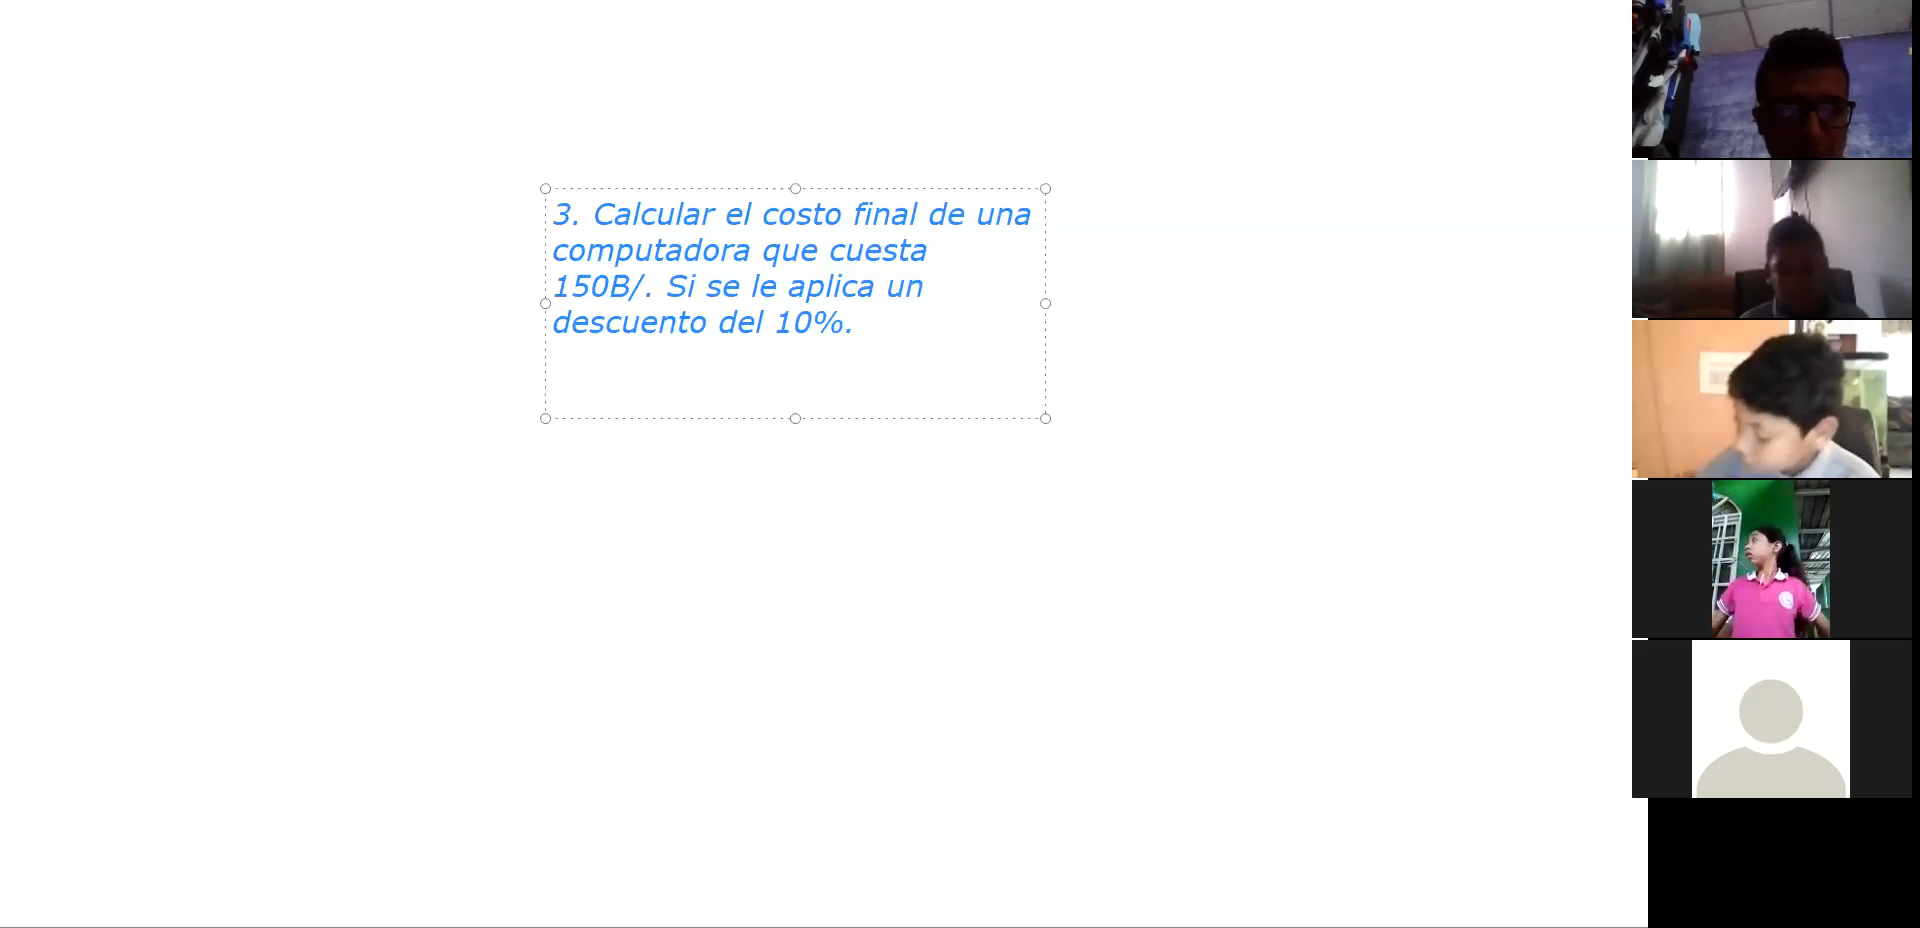 3. Calcular el costo final de una
computadora que cuesta
150B/. Si se le aplica un
descuento del 10%.